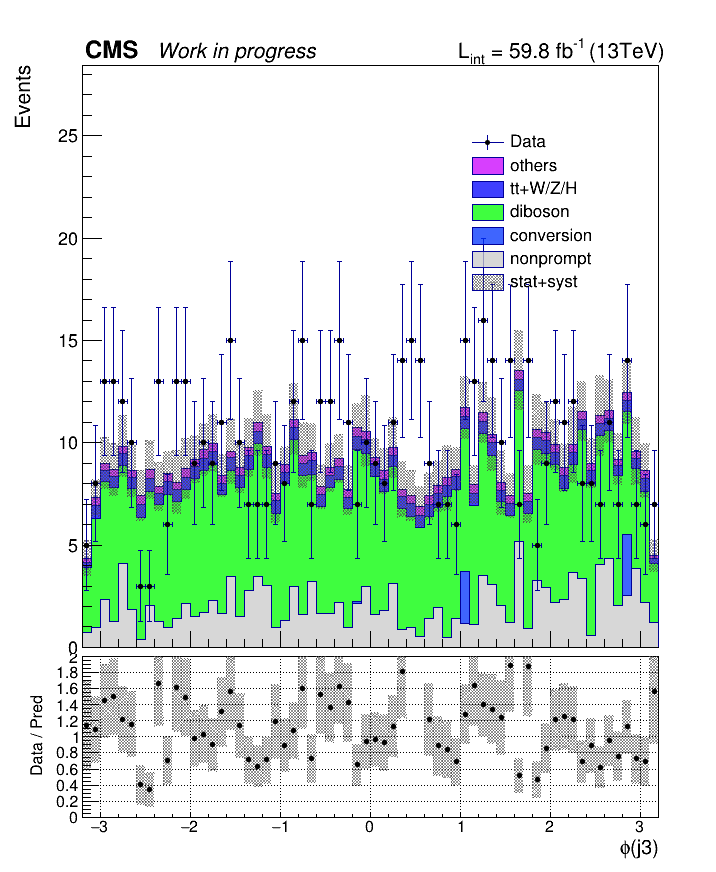 CMS Work in progress L_int = 59.8 fb^-1 (13TeV)
Events
25
20
15
10
5
0
Data
others
tt+W/Z/H
diboson
conversion
nonprompt
stat+syst
Data / Pred
2
1.8
1.6
1.4
1.2
1
0.8
0.6
0.4
0.2
0
−3 −2 −1 0 1 2 3
ϕ(j3)